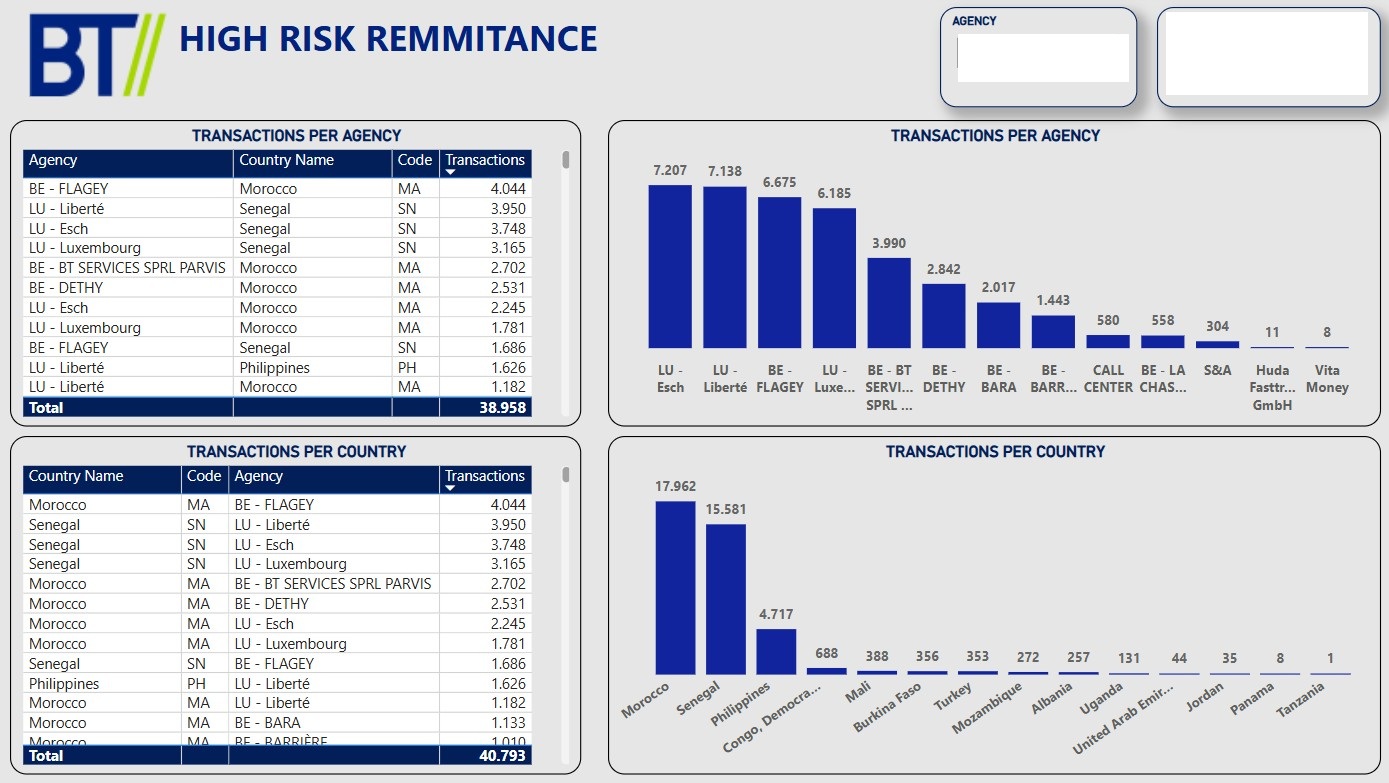 BT// HIGH RISK REMMITANCE
AGENCY
TRANSACTIONS PER AGENCY
Agency Country Name Code Transactions
BE - FLAGEY Morocco MA 4.044
LU - Liberté Senegal SN 3.950
LU - Esch Senegal SN 3.748
LU - Luxembourg Senegal SN 3.165
BE - BT SERVICES SPRL PARVIS Morocco MA 2.702
BE - DETHY Morocco MA 2.531
LU - Esch Morocco MA 2.245
LU - Luxembourg Morocco MA 1.781
BE - FLAGEY Senegal SN 1.686
LU - Liberté Philippines PH 1.626
LU - Liberté Morocco MA 1.182
Total 38.958
TRANSACTIONS PER AGENCY
7.207 7.138 6.675 6.185 3.990 2.842 2.017 1.443 580 558 304 11 8
LU - LU - BE - LU - BE - BT BE - BE - BE - CALL BE - LA S&A Huda Vita
Esch Liberté FLAGEY Luxe... SERVI... DETHY BARA BARR... CENTER CHAS... Fasttr... Money
SPRL ... GmbH
TRANSACTIONS PER COUNTRY
Country Name Code Agency Transactions
Morocco MA BE - FLAGEY 4.044
Senegal SN LU - Liberté 3.950
Senegal SN LU - Esch 3.748
Senegal SN LU - Luxembourg 3.165
Morocco MA BE - BT SERVICES SPRL PARVIS 2.702
Morocco MA BE - DETHY 2.531
Morocco MA LU - Esch 2.245
Morocco MA LU - Luxembourg 1.781
Senegal SN BE - FLAGEY 1.686
Philippines PH LU - Liberté 1.626
Morocco MA LU - Liberté 1.182
Morocco MA BE - BARA 1.133
Morocco MA BE - BARRIÈRE 1.010
Total 40.793
TRANSACTIONS PER COUNTRY
17.962 15.581 4.717 688 388 356 353 272 257 131 44 35 8 1
Morocco Senegal Philippines Congo, Democra... Mali Burkina Faso Turkey Mozambique Albania Uganda United Arab Emir... Jordan Panama Tanzania